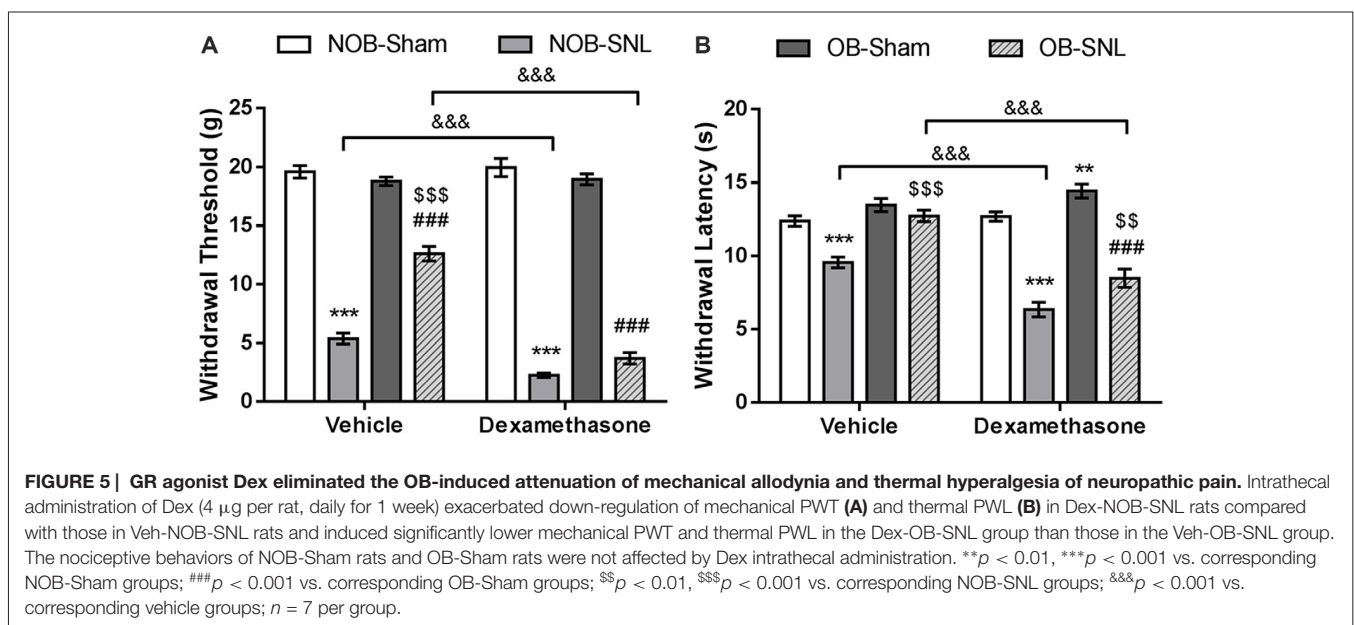 A NOB-Sham NOB-SNL B OB-Sham OB-SNL
&&&
&&&
$$$
###
***
***
###
25
20
15
10
5
0
Withdrawal Threshold (g)
Vehicle Dexamethasone
&&&
&&&
***
$$$
***
**
$$
###
20
15
10
5
0
Withdrawal Latency (s)
Vehicle Dexamethasone
FIGURE 5 | GR agonist Dex eliminated the OB-induced attenuation of mechanical allodynia and thermal hyperalgesia of neuropathic pain. Intrathecal
administration of Dex (4 μg per rat, daily for 1 week) exacerbated down-regulation of mechanical PWT (A) and thermal PWL (B) in Dex-NOB-SNL rats compared
with those in Veh-NOB-SNL rats and induced significantly lower mechanical PWT and thermal PWL in the Dex-OB-SNL group than those in the Veh-OB-SNL group.
The nociceptive behaviors of NOB-Sham rats and OB-Sham rats were not affected by Dex intrathecal administration. **p < 0.01, ***p < 0.001 vs. corresponding
NOB-Sham groups; ###p < 0.001 vs. corresponding OB-Sham groups; $$p < 0.01, $$$p < 0.001 vs. corresponding NOB-SNL groups; &&&p < 0.001 vs.
corresponding vehicle groups; n = 7 per group.